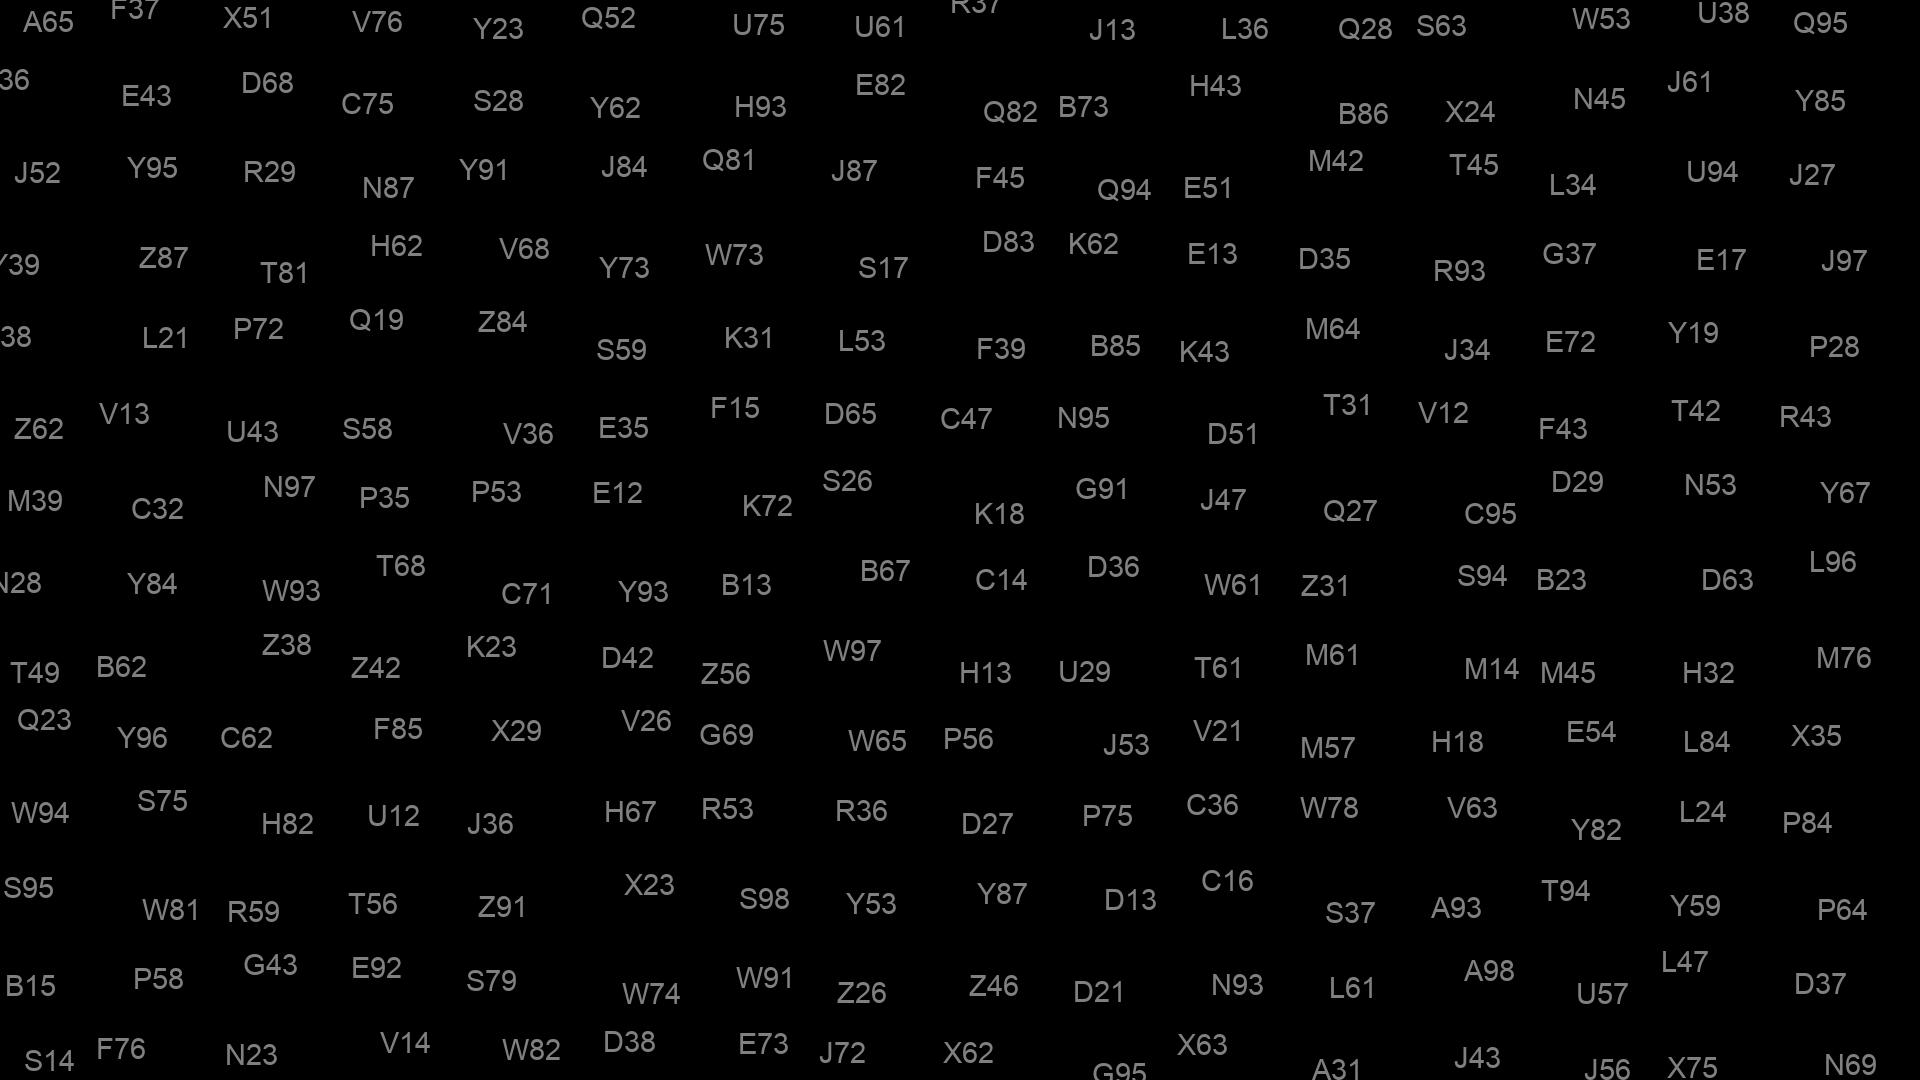 A65 F37 X51 V76 Y23 Q52 U75 U61 R37 J13 L36 Q28 S63 W53 U38 Q95
36 E43 D68 C75 S28 Y62 H93 E82 Q82 B73 H43 B86 X24 N45 J61 Y85
J52 Y95 R29 N87 Y91 J84 Q81 J87 F45 Q94 E51 M42 T45 L34 U94 J27
Y39 Z87 T81 H62 V68 Y73 W73 S17 D83 K62 E13 D35 R93 G37 E17 J97
38 L21 P72 Q19 Z84 S59 K31 L53 F39 B85 K43 M64 J34 E72 Y19 P28
Z62 V13 U43 S58 V36 E35 F15 D65 C47 N95 D51 T31 V12 F43 T42 R43
M39 C32 N97 P35 P53 E12 K72 S26 K18 G91 J47 Q27 C95 D29 N53 Y67
N28 Y84 W93 T68 C71 Y93 B13 B67 C14 D36 W61 Z31 S94 B23 D63 L96
T49 B62 Z38 Z42 K23 D42 Z56 W97 H13 U29 T61 M61 M14 M45 H32 M76
Q23 Y96 C62 F85 X29 V26 G69 W65 P56 J53 V21 M57 H18 E54 L84 X35
W94 S75 H82 U12 J36 H67 R53 R36 D27 P75 C36 W78 V63 Y82 L24 P84
S95 W81 R59 T56 Z91 X23 S98 Y53 Y87 D13 C16 S37 A93 T94 Y59 P64
B15 P58 G43 E92 S79 W74 W91 Z26 Z46 D21 N93 L61 A98 U57 L47 D37
S14 F76 N23 V14 W82 D38 E73 J72 X62 G95 X63 A31 J43 J56 X75 N69